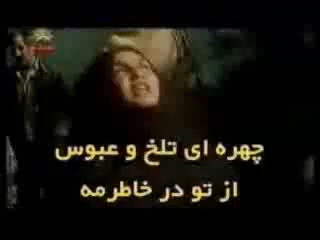 چهره ای تلخ و عبوس
از تو در خاطرمه